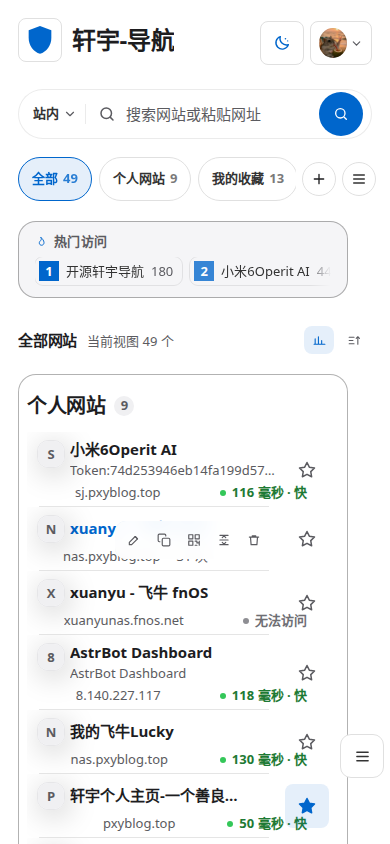 轩宇-导航
站内 搜索网站或粘贴网址
全部 49 个人网站 9 我的收藏 13
热门访问
1 开源轩宇导航 180 2 小米6Operit AI 44
全部网站 当前视图 49 个
个人网站 9
S 小米6Operit AI
Token:74d253946eb14fa199d57...
sj.pxyblog.top 116 毫秒 · 快
N xuany
nas.pxyblog.top
X xuanyu - 飞牛 fnOS
xuanyunas.fnos.net 无法访问
8 AstrBot Dashboard
AstrBot Dashboard
8.140.227.117 118 毫秒 · 快
N 我的飞牛Lucky
nas.pxyblog.top 130 毫秒 · 快
P 轩宇个人主页-一个善良...
pxyblog.top 50 毫秒 · 快